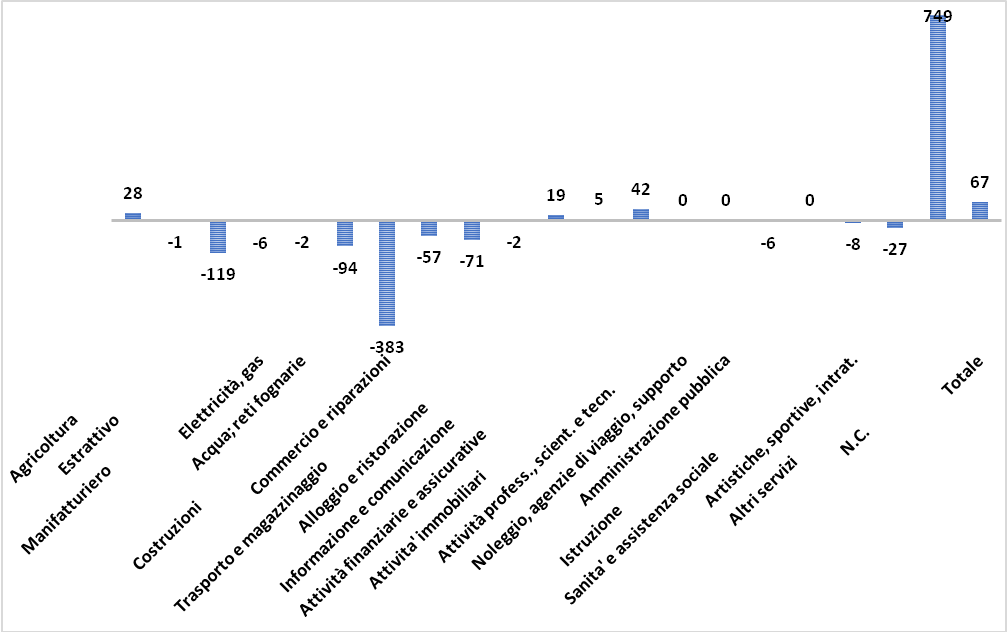 749
28
19
5
42
0
0
0
67
-1
-119
-6
-2
-94
-383
-57
-71
-2
-6
-8
-27
Agricoltura
Estrattivo
Manifatturiero
Elettricità, gas
Acqua; reti fognarie
Costruzioni
Commercio e riparazioni
Trasporto e magazzinaggio
Alloggio e ristorazione
Informazione e comunicazione
Attività finanziarie e assicurative
Attivita' immobiliari
Attività profess., scient. e tecn.
Noleggio, agenzie di viaggio, supporto
Amministrazione pubblica
Istruzione
Sanita' e assistenza sociale
Artistiche, sportive, intrat.
Altri servizi
N.C.
Totale